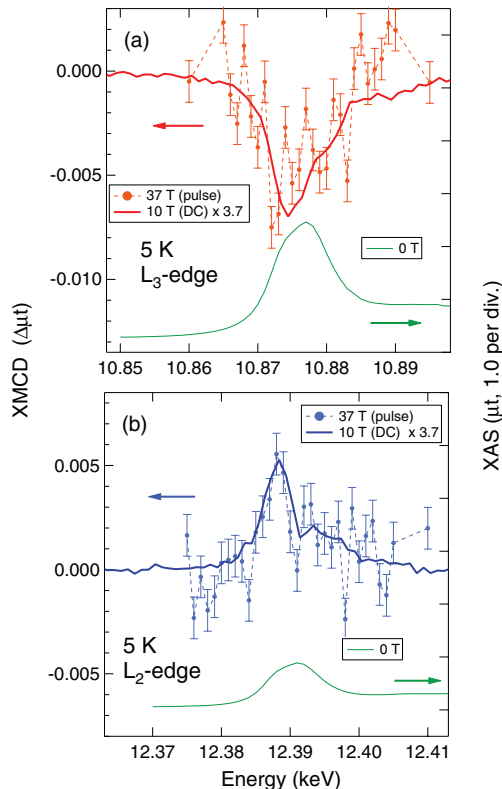 (a)
0.000
-0.005
-0.010
37 T (pulse)
10 T (DC) x 3.7
5 K
L3-edge
0 T
10.85 10.86 10.87 10.88 10.89
XMCD (Δμt)
XAS (μt, 1.0 per div.)
(b)
37 T (pulse)
10 T (DC) x 3.7
0.005
0.000
-0.005
5 K
L2-edge
0 T
12.37 12.38 12.39 12.40 12.41
Energy (keV)